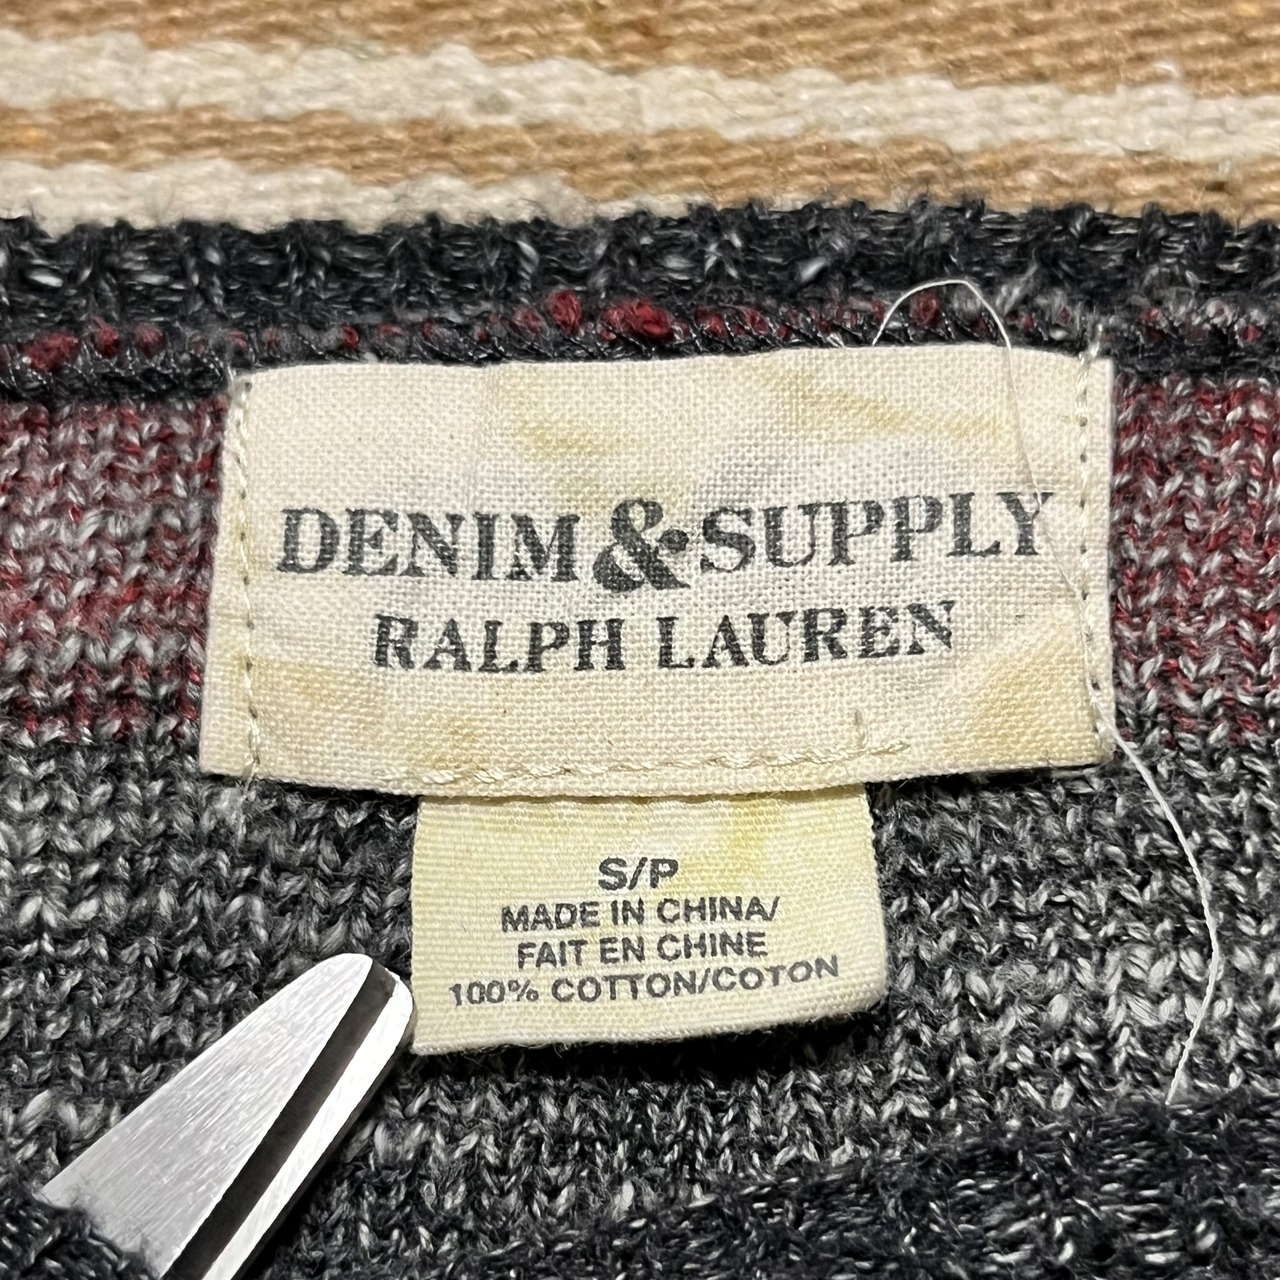 DENIM & SUPPLY
RALPH LAUREN
S/P
MADE IN CHINA/
FAIT EN CHINE
100% COTTON/COTON